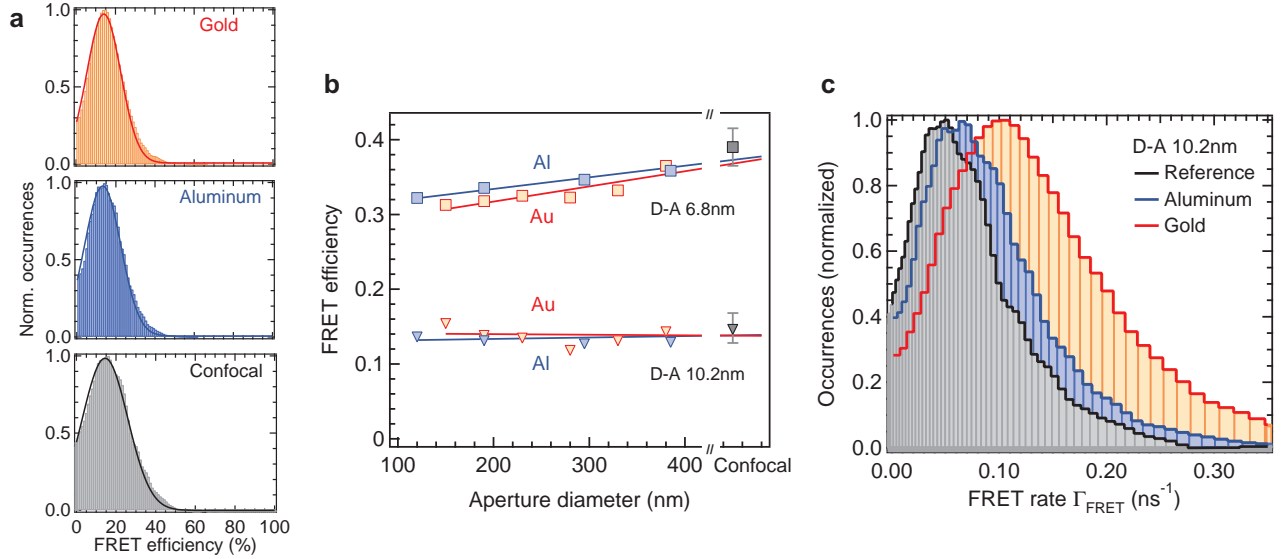 a
Gold
1.0
0.5
0.0
Aluminum
1.0
0.5
0.0
Confocal
1.0
0.5
0.0
Norm. occurrences
0 20 40 60 80 100
FRET efficiency (%)
b
//
0.4
0.3
0.2
0.1
0
FRET efficiency
Al
Au
D-A 6.8nm
Au
Al
D-A 10.2nm
//
100 200 300 400 Confocal
Aperture diameter (nm)
c
1.0
0.8
0.6
0.4
0.2
0.0
Occurrences (normalized)
D-A 10.2nm
Reference
Aluminum
Gold
0.00 0.10 0.20 0.30
FRET rate Γ_FRET (ns⁻¹)